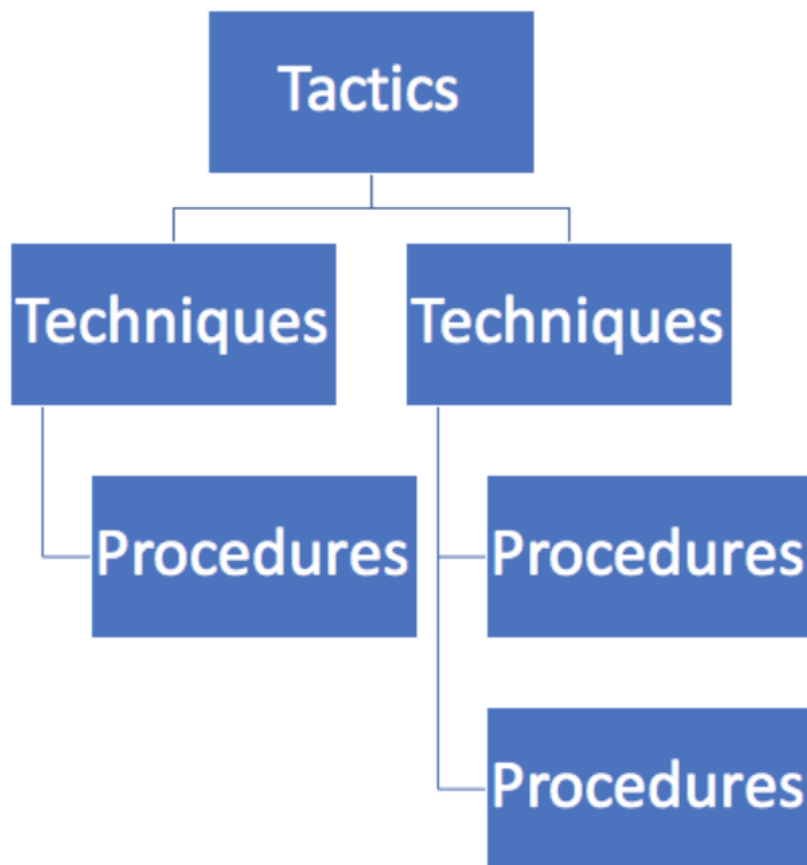 Tactics
Techniques
Techniques
Procedures
Procedures
Procedures